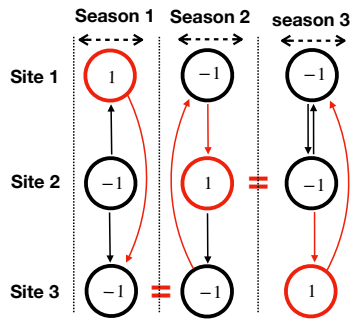 Season 1 Season 2 season 3
Site 1 1 −1 −1
Site 2 −1 1 = −1
Site 3 −1 = −1 1